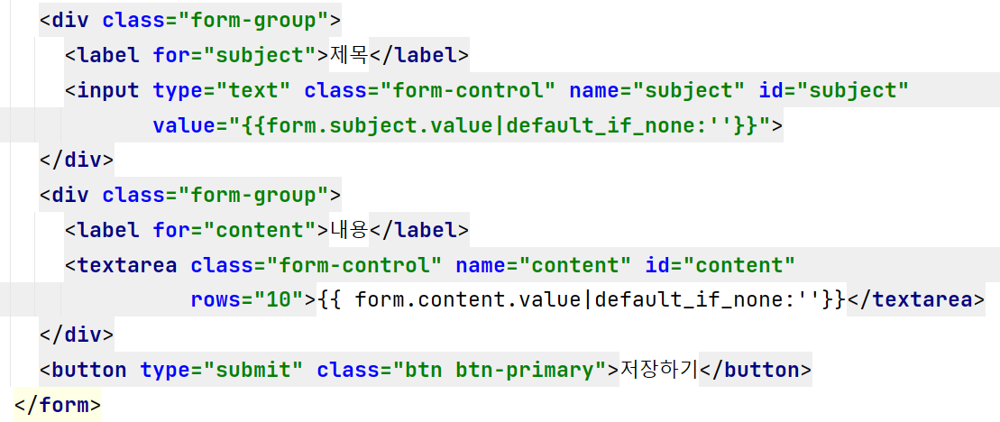 <div class="form-group">
<label for="subject">제목</label>
<input type="text" class="form-control" name="subject" id="subject"
value="{{form.subject.value|default_if_none:''}}">
</div>
<div class="form-group">
<label for="content">내용</label>
<textarea class="form-control" name="content" id="content"
rows="10">{{ form.content.value|default_if_none:''}}</textarea>
</div>
<button type="submit" class="btn btn-primary">저장하기</button>
</form>